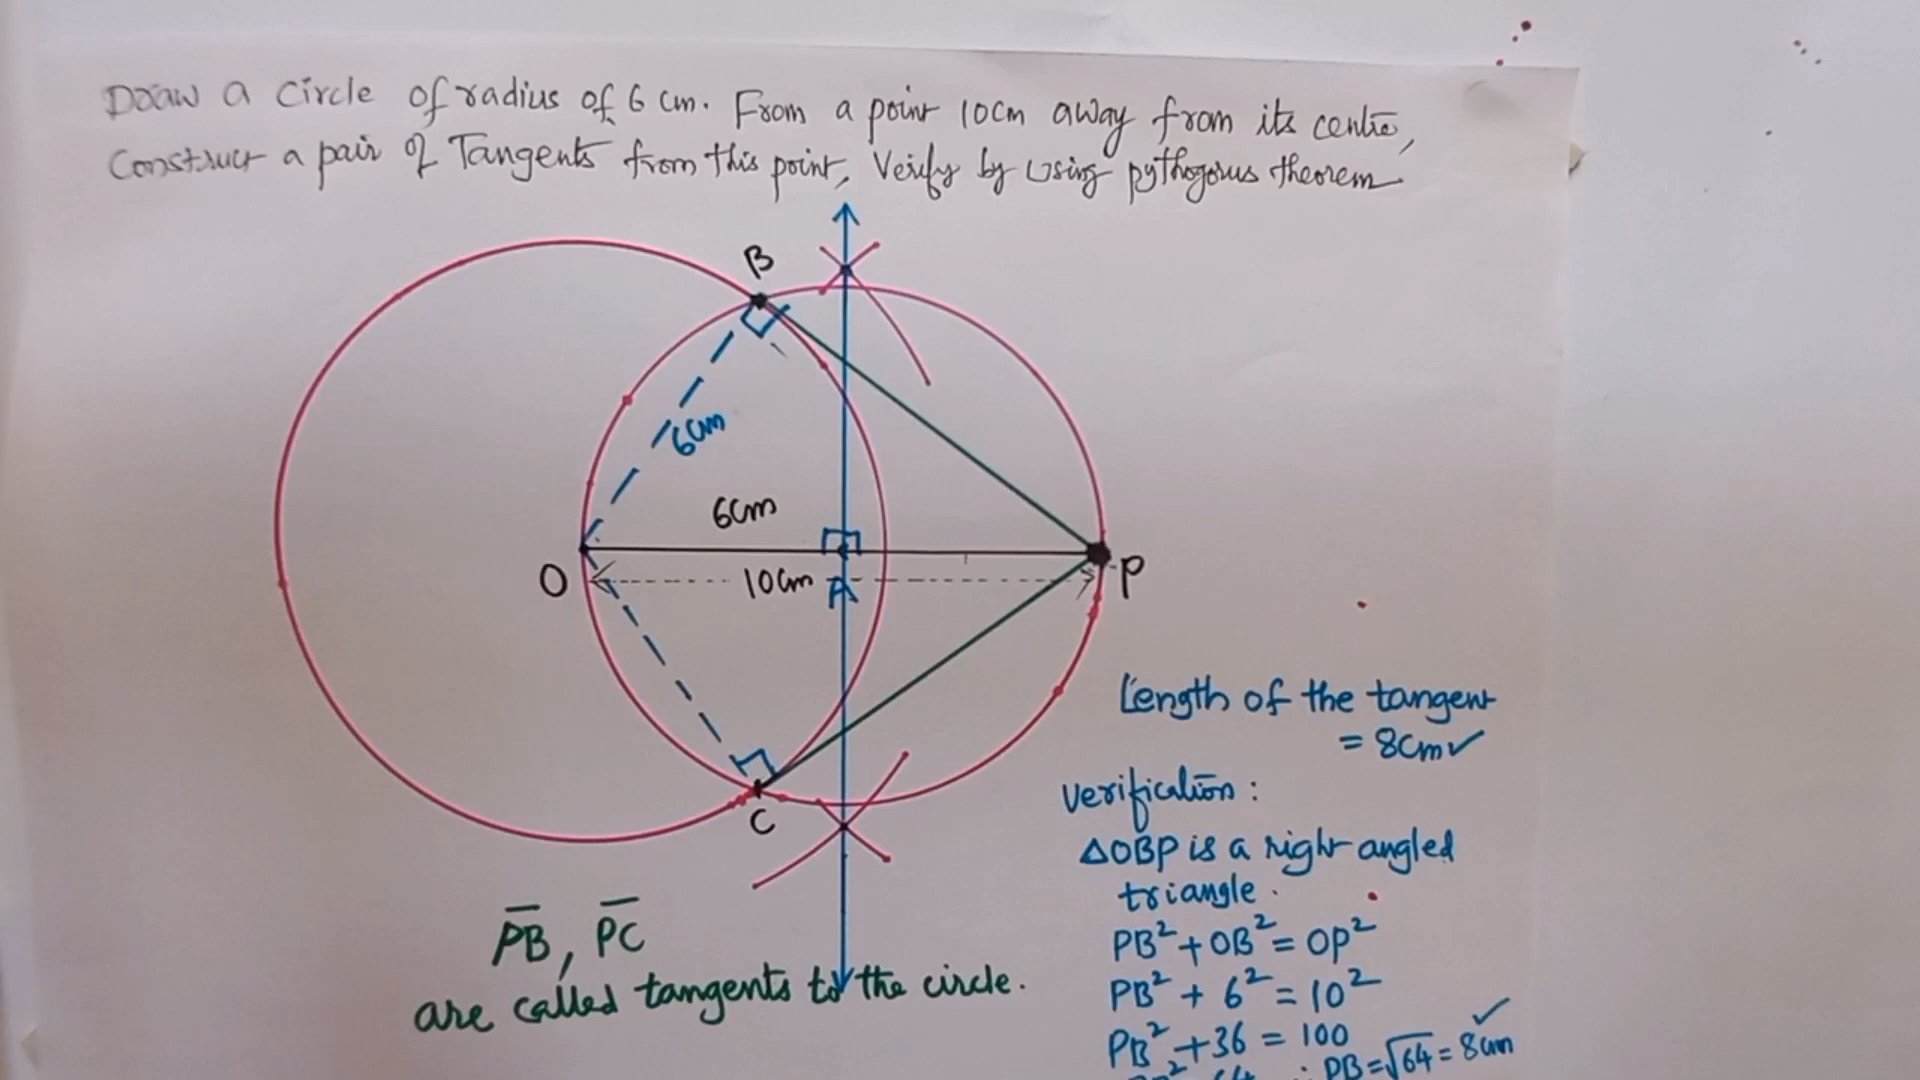 Draw a circle of radius of 6 cm. From a point 10cm away from its centre,
Construct a pair of Tangents from this point, Verify by Using pythogorus theorem
B
6cm
6cm
O
10cm
A
P
C
Length of the tangent
= 8cm✓
Verification :
△OBP is a right angled
triangle.
PB² + OB² = OP²
PB² + 6² = 10²
PB² + 36 = 100
∴ PB = √64 = 8cm ✓
PB, PC
are called tangents to the circle.